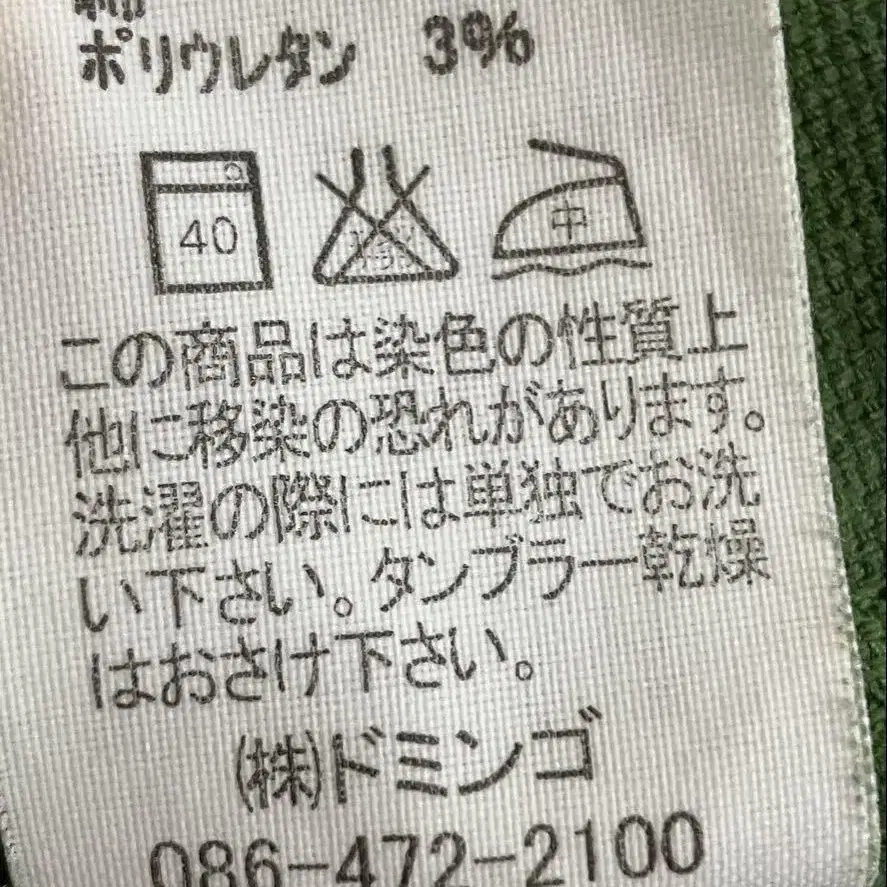 ポリウレタン 3%
40
中
この商品は染色の性質上
他に移染の恐れがあります。
洗濯の際には単独でお洗
い下さい。タンブラー乾燥
はおさけ下さい。
(株)ドミンゴ
086-472-2100